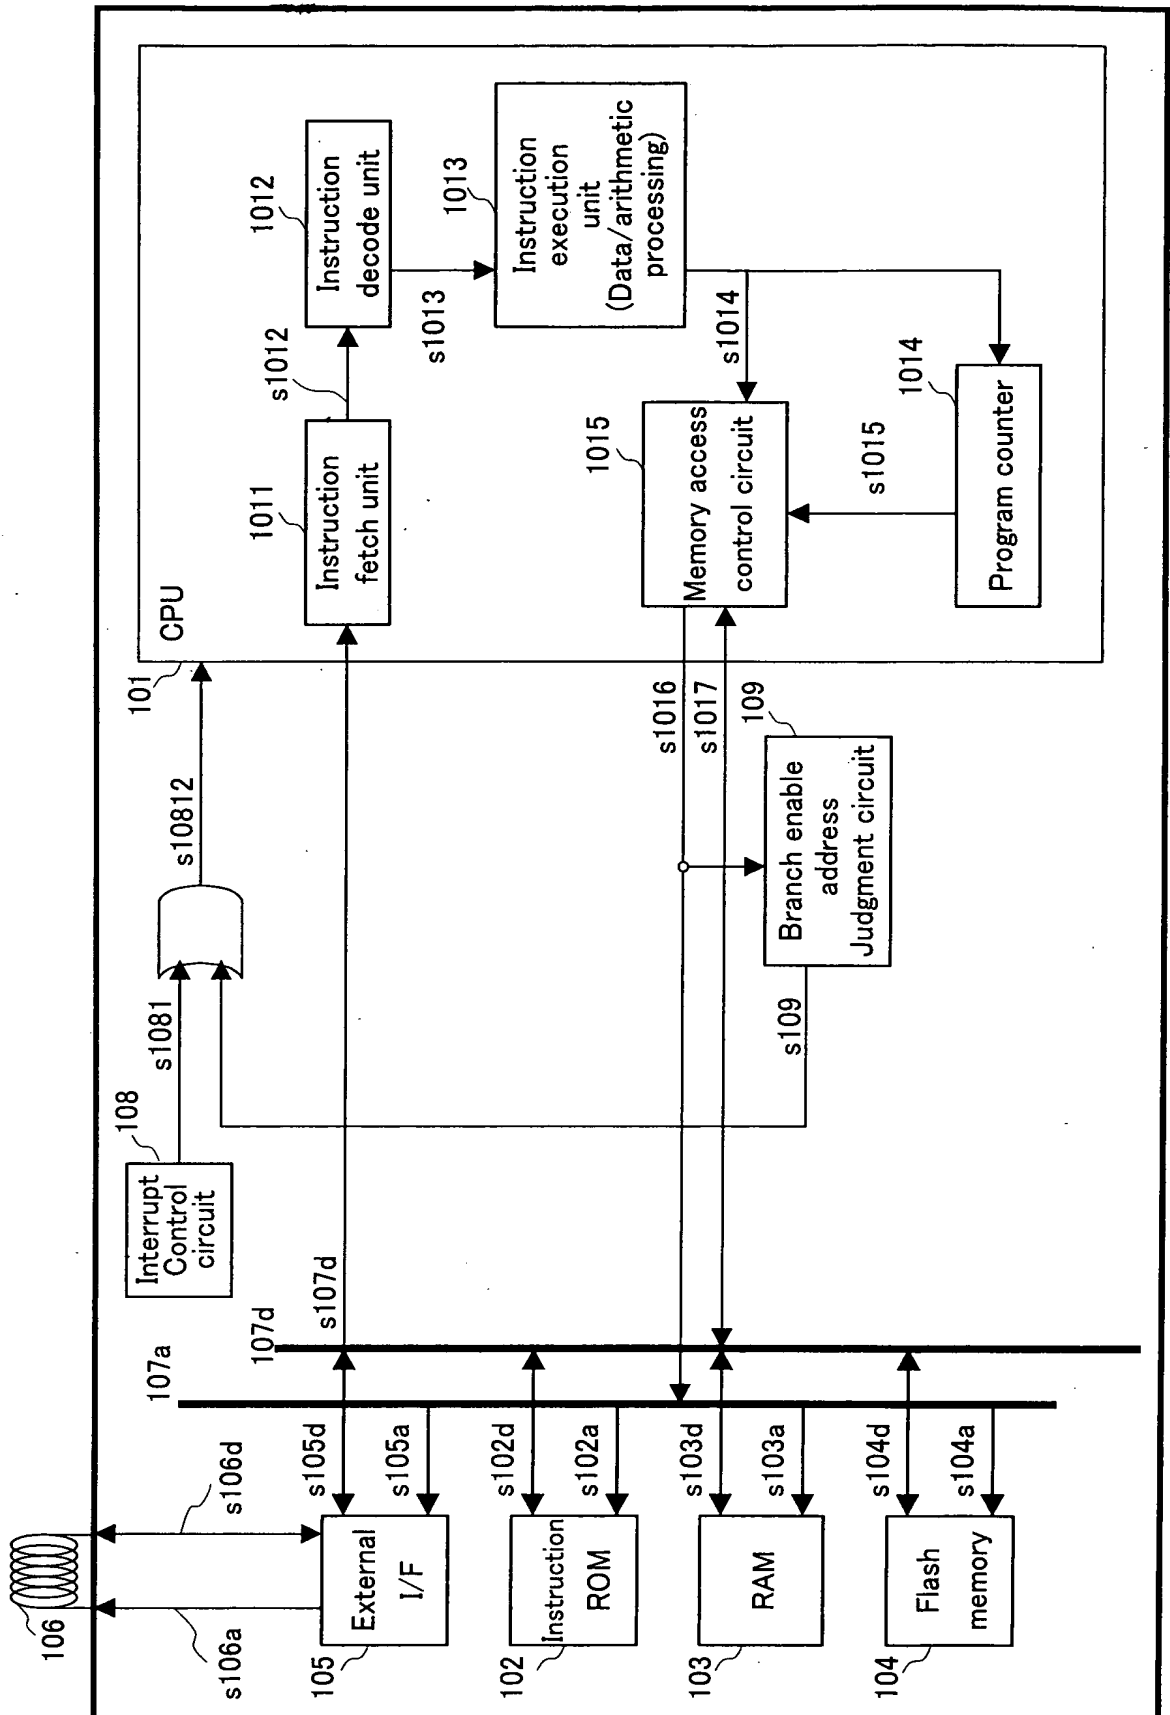 106
s106a
s106d
105
External
I/F
s105d
s105a
102
Instruction
ROM
s102d
s102a
103
RAM
s103d
s103a
104
Flash
memory
s104d
s104a
107a
107d
s107d
108
Interrupt
Control
circuit
s1081
s10812
s109
109
Branch enable
address
Judgment circuit
s1016
s1017
101
CPU
1011
Instruction
fetch unit
s1012
1012
Instruction
decode unit
s1013
1013
Instruction
execution
unit
(Data/arithmetic
processing)
s1014
1015
Memory access
control circuit
s1015
1014
Program counter